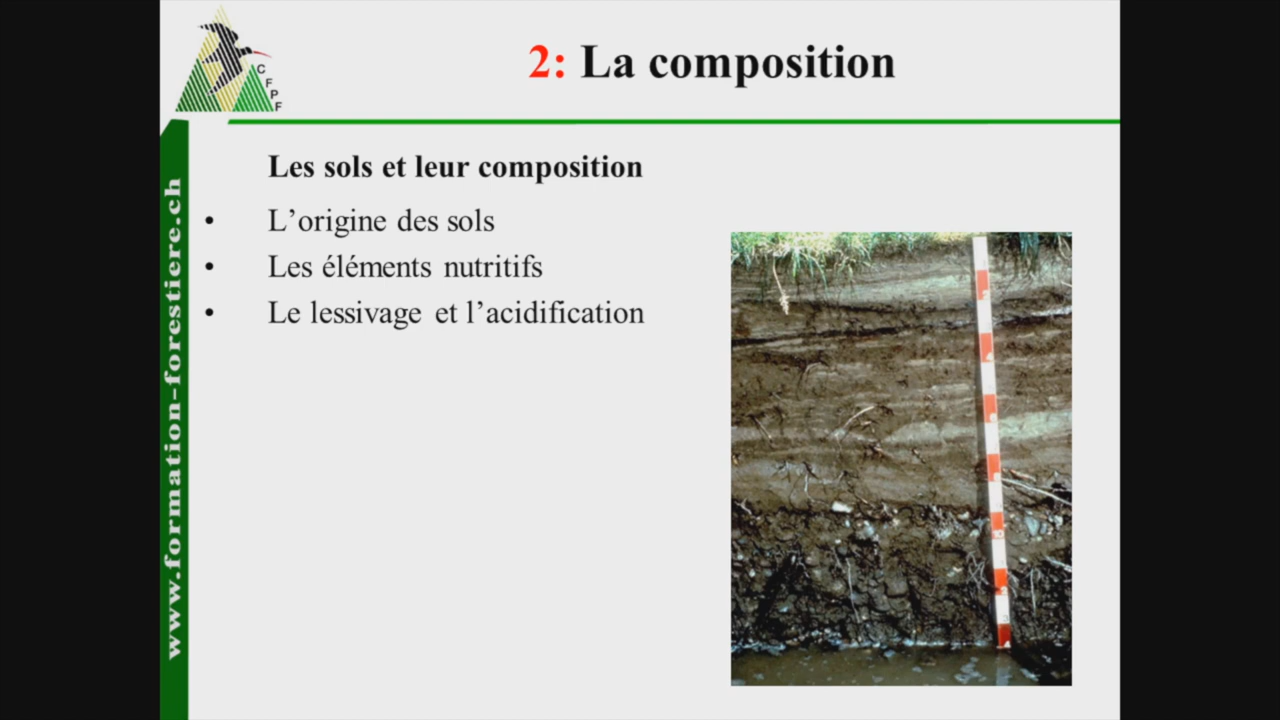 C
F
P
F
2: La composition
www.formation-forestiere.ch
Les sols et leur composition
• L’origine des sols
• Les éléments nutritifs
• Le lessivage et l’acidification